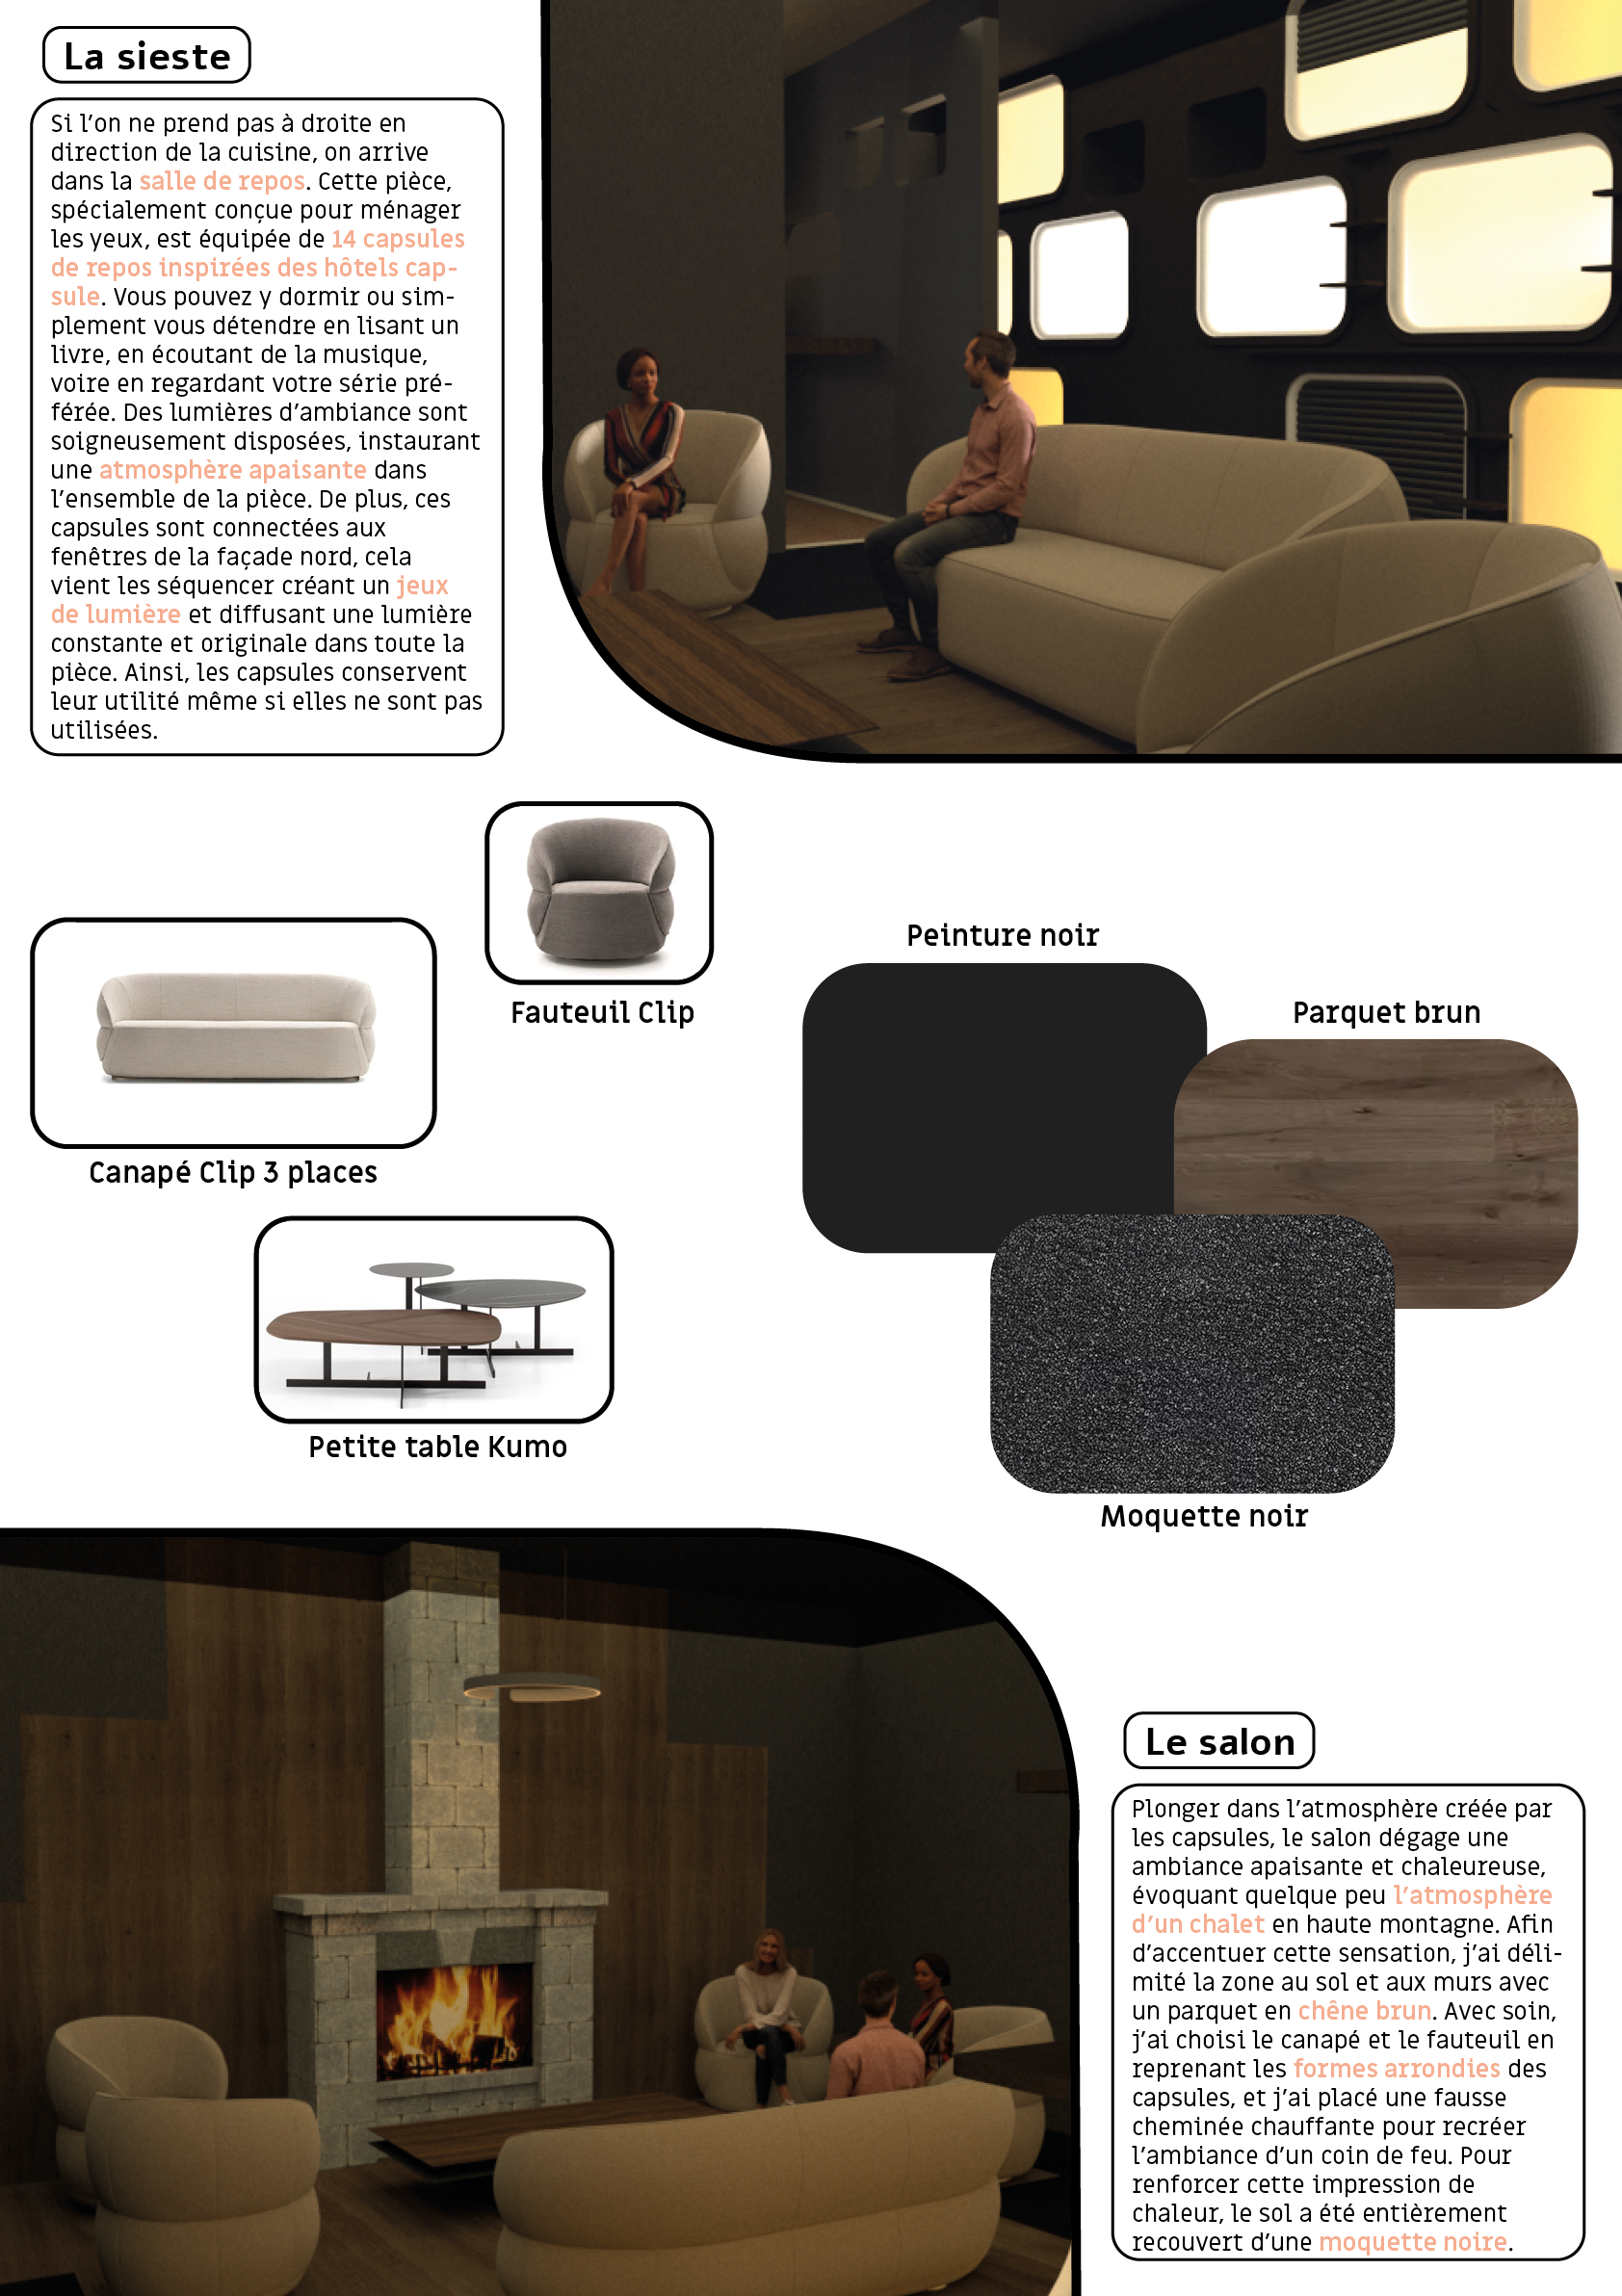 La sieste
Si l'on ne prend pas à droite en
direction de la cuisine, on arrive
dans la salle de repos. Cette pièce,
spécialement conçue pour ménager
les yeux, est équipée de 14 capsules
de repos inspirées des hôtels cap-
sule. Vous pouvez y dormir ou sim-
plement vous détendre en lisant un
livre, en écoutant de la musique,
voire en regardant votre série pré-
férée. Des lumières d'ambiance sont
soigneusement disposées, instaurant
une atmosphère apaisante dans
l'ensemble de la pièce. De plus, ces
capsules sont connectées aux
fenêtres de la façade nord, cela
vient les séquencer créant un jeux
de lumière et diffusant une lumière
constante et originale dans toute la
pièce. Ainsi, les capsules conservent
leur utilité même si elles ne sont pas
utilisées.
Fauteuil Clip
Canapé Clip 3 places
Petite table Kumo
Peinture noir
Parquet brun
Moquette noir
Le salon
Plonger dans l'atmosphère créée par
les capsules, le salon dégage une
ambiance apaisante et chaleureuse,
évoquant quelque peu l'atmosphère
d'un chalet en haute montagne. Afin
d'accentuer cette sensation, j'ai déli-
mité la zone au sol et aux murs avec
un parquet en chêne brun. Avec soin,
j'ai choisi le canapé et le fauteuil en
reprenant les formes arrondies des
capsules, et j'ai placé une fausse
cheminée chauffante pour recréer
l'ambiance d'un coin de feu. Pour
renforcer cette impression de
chaleur, le sol a été entièrement
recouvert d'une moquette noire.